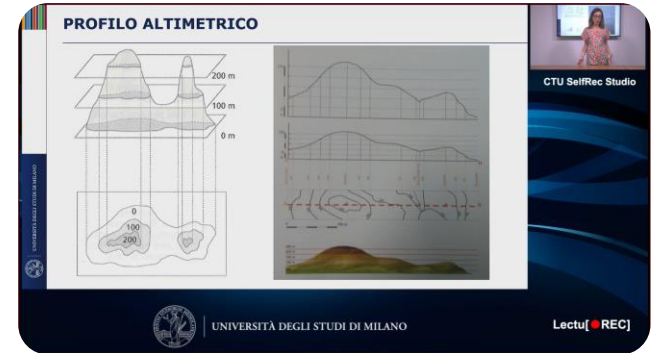 PROFILO ALTIMETRICO
200 m
100 m
0 m
0
100
200
CTU SelfRec Studio
UNIVERSITÀ DEGLI STUDI DI MILANO
UNIVERSITÀ DEGLI STUDI DI MILANO
Lectu[REC]